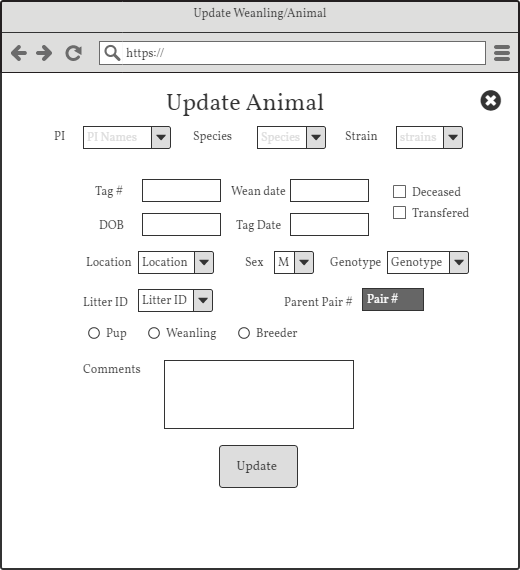 Update Weanling/Animal
https://
Update Animal
PI PI Names Species Species Strain strains
Tag # Wean date Deceased
Transfered
DOB Tag Date
Location Location Sex M Genotype Genotype
Litter ID Litter ID Parent Pair # Pair #
Pup Weanling Breeder
Comments
Update